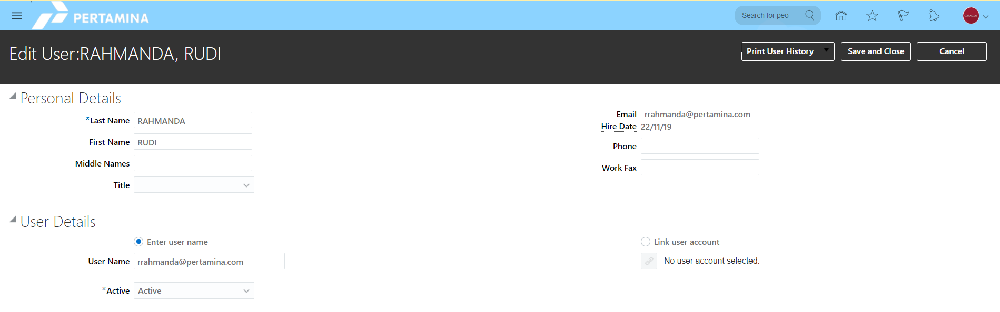 PERTAMINA
Search for peop
ORACLE
Edit User:RAHMANDA, RUDI
Print User History
Save and Close
Cancel
Personal Details
*Last Name RAHMANDA
First Name RUDI
Middle Names
Title
Email rrahmanda@pertamina.com
Hire Date 22/11/19
Phone
Work Fax
User Details
Enter user name
User Name rrahmanda@pertamina.com
*Active Active
Link user account
No user account selected.